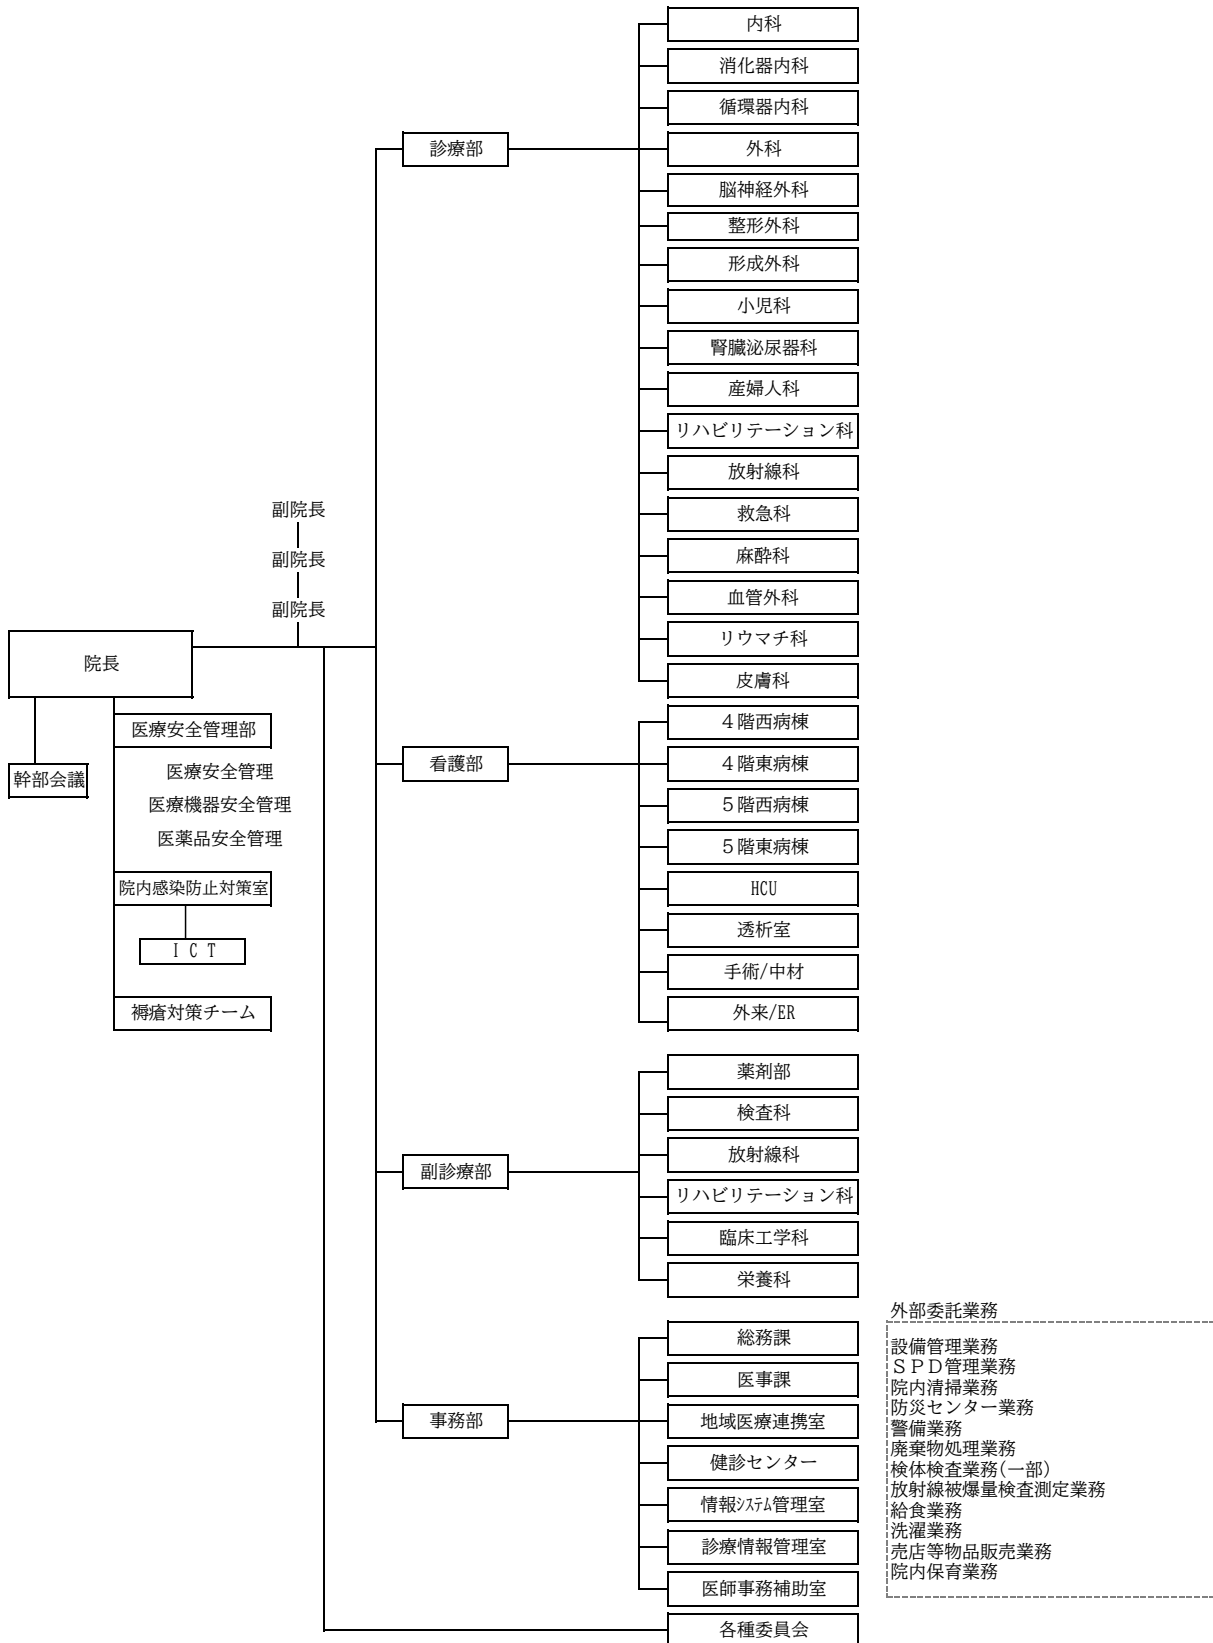 内科
消化器内科
循環器内科
診療部
外科
脳神経外科
整形外科
形成外科
小児科
腎臓泌尿器科
産婦人科
リハビリテーション科
放射線科
救急科
麻酔科
血管外科
リウマチ科
皮膚科
副院長
副院長
副院長
院長
医療安全管理部
幹部会議
医療安全管理
医療機器安全管理
医薬品安全管理
院内感染防止対策室
ＩＣＴ
褥瘡対策チーム
看護部
４階西病棟
４階東病棟
５階西病棟
５階東病棟
HCU
透析室
手術/中材
外来/ER
副診療部
薬剤部
検査科
放射線科
リハビリテーション科
臨床工学科
栄養科
事務部
総務課
医事課
地域医療連携室
健診センター
情報ｼｽﾃﾑ管理室
診療情報管理室
医師事務補助室
各種委員会
外部委託業務
設備管理業務
ＳＰＤ管理業務
院内清掃業務
防災センター業務
警備業務
廃棄物処理業務
検体検査業務(一部)
放射線被爆量検査測定業務
給食業務
洗濯業務
売店等物品販売業務
院内保育業務